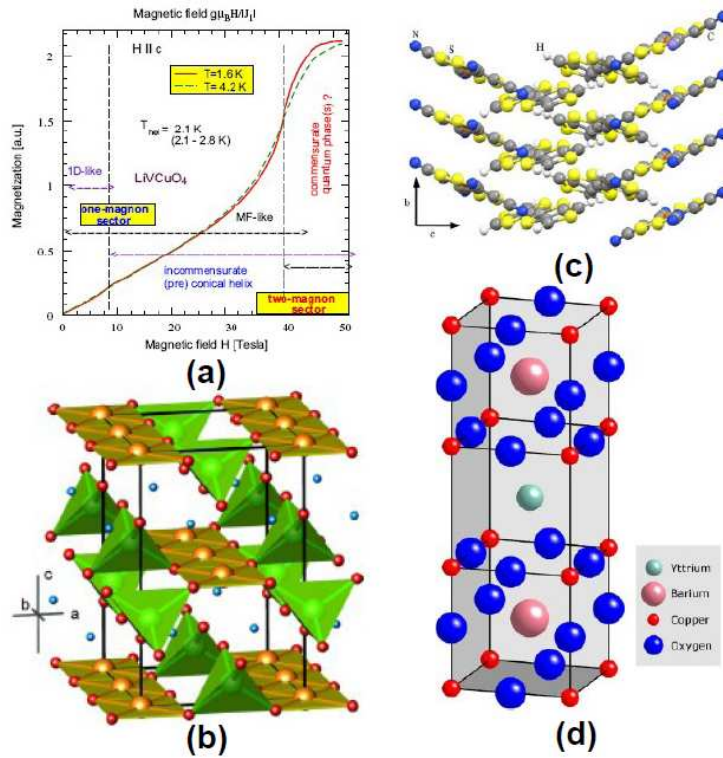 Magnetic field gμBH/IJ1I
H II c
T=1.6 K
T= 4.2 K
2.1 K
(2.1 - 2.8 K)
LiVCuO4
1D-like
one-magnon
sector
MF-like
commensurate
quantum phase(s) ?
incommensurate
(pre) conical helix
two-magnon
sector
Magnetization [a.u.]
2
1.5
1
0.5
0
0 10 20 30 40 50
Magnetic field H [Tesla]
(a)
N
S
H
C
b
c
(c)
c
b
a
(b)
Yttrium
Barium
Copper
Oxygen
(d)